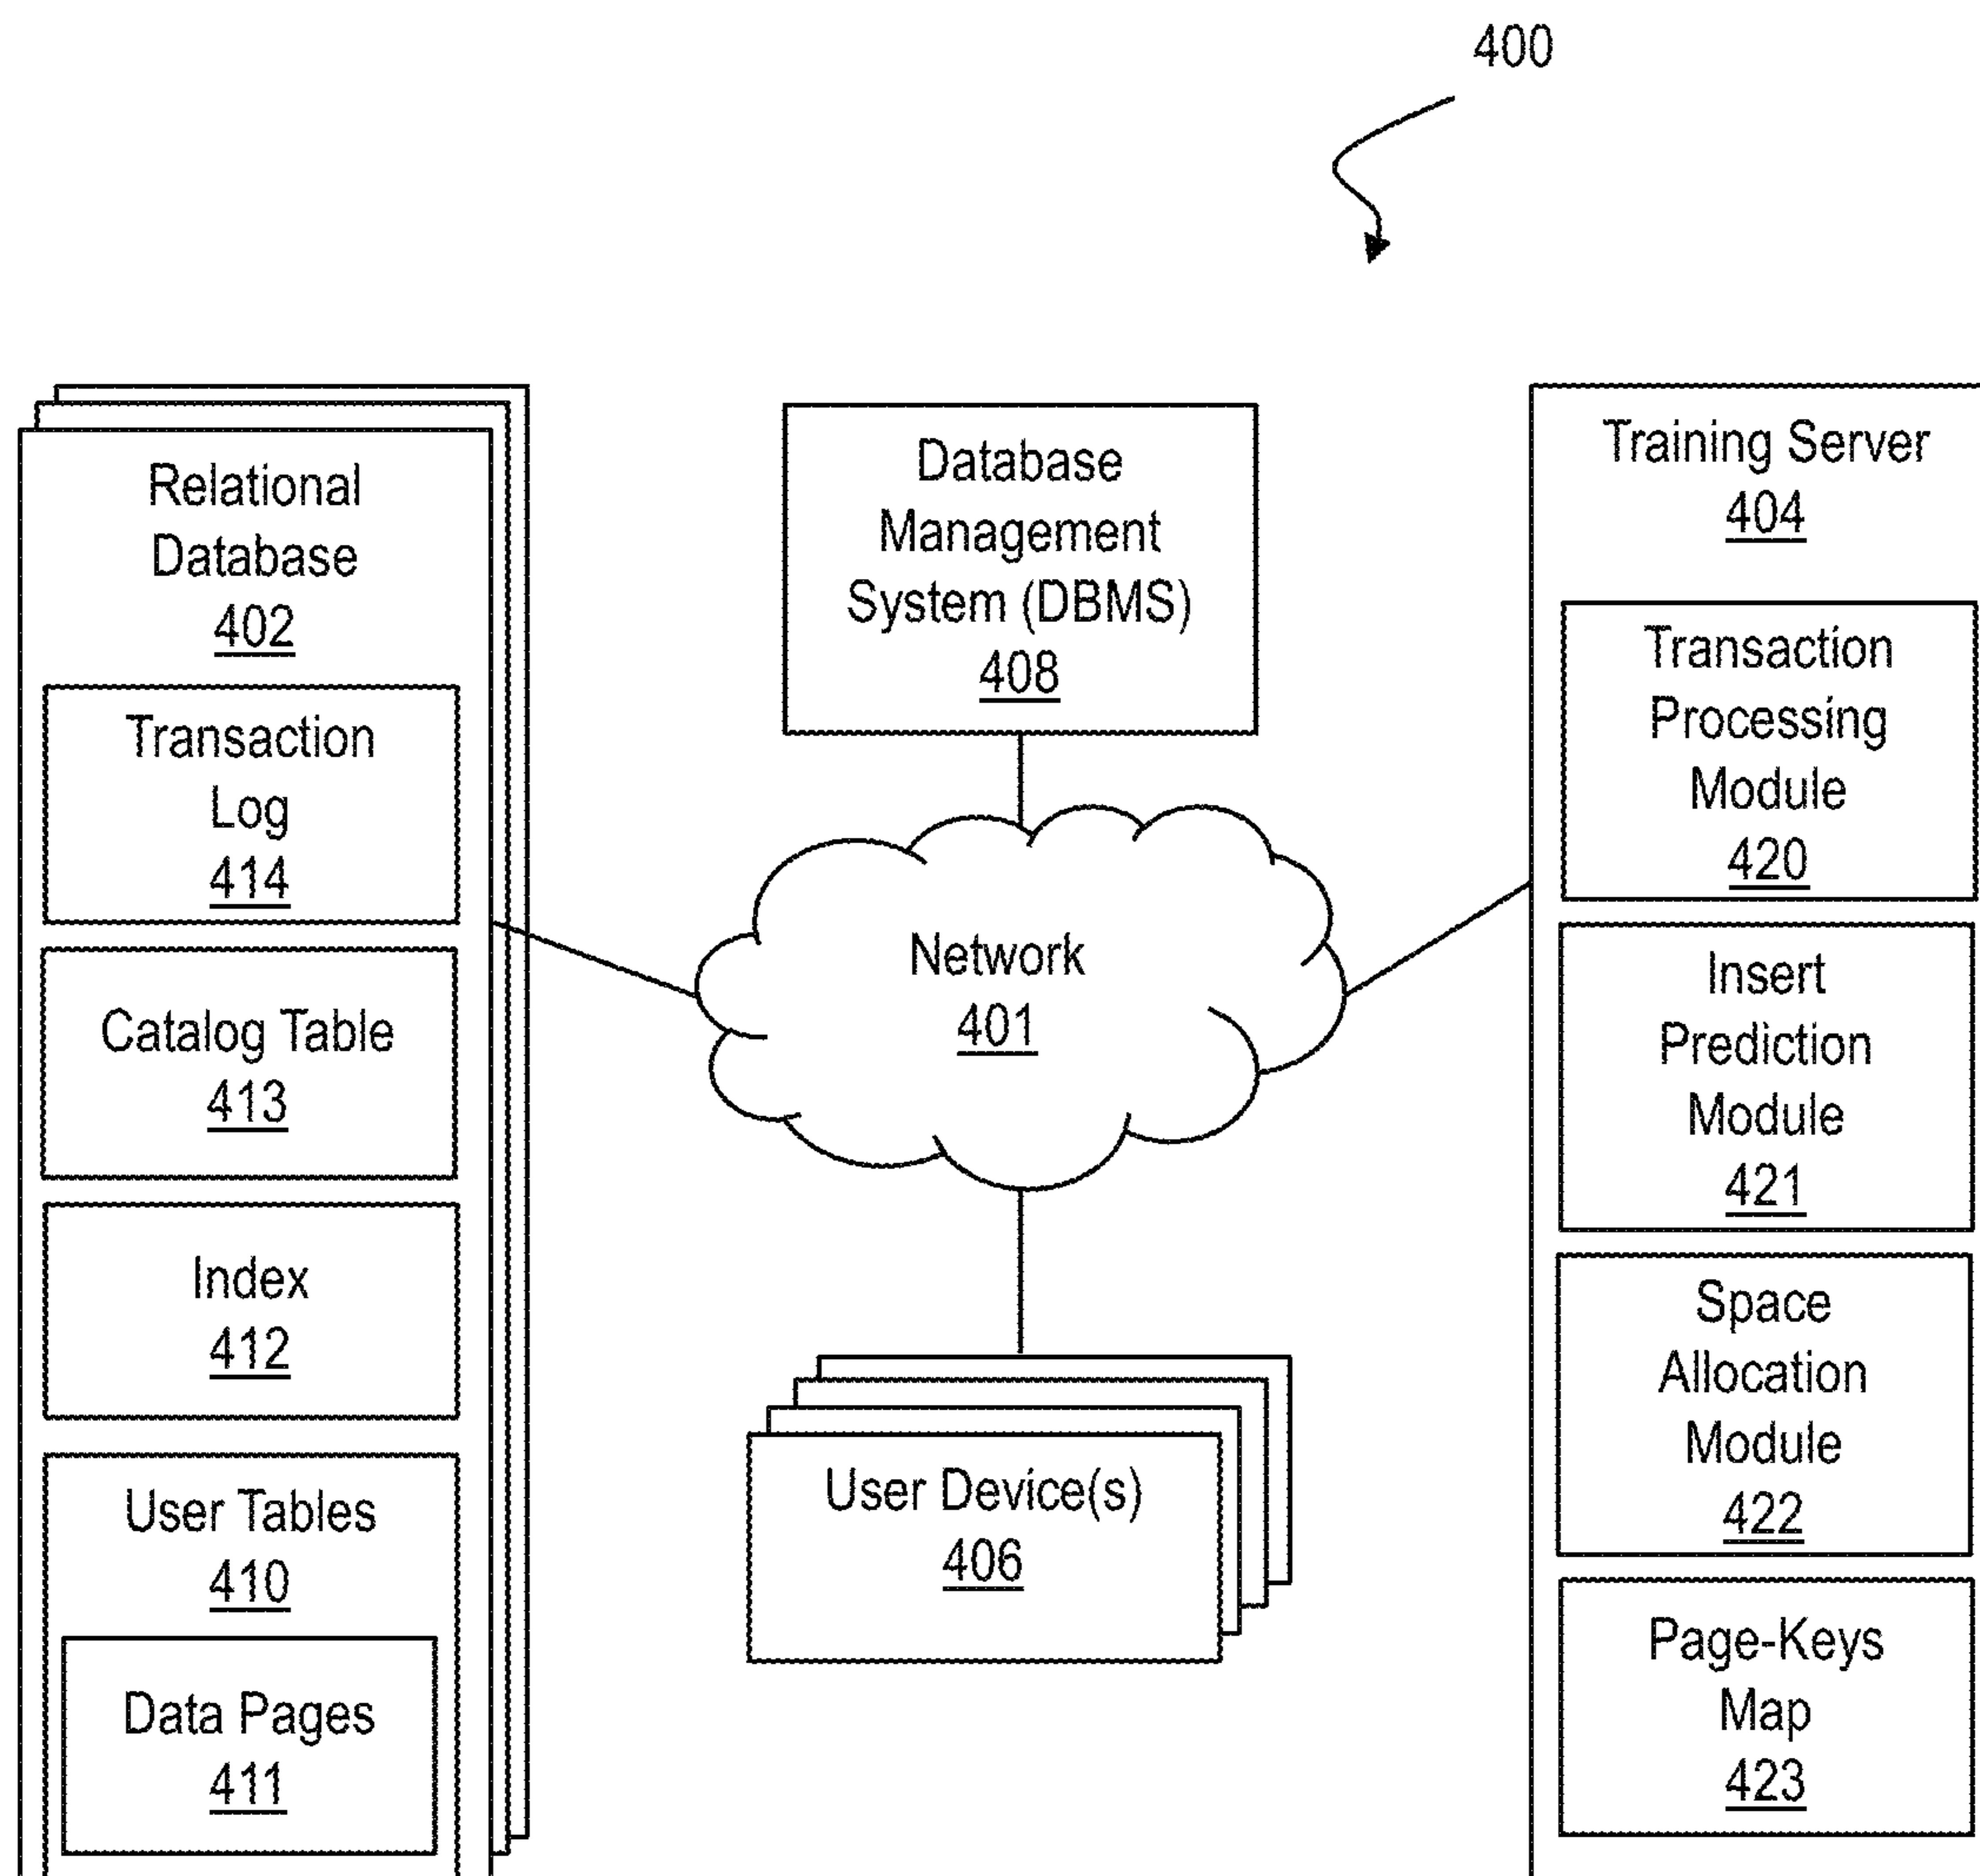 400
Relational
Database
402
Transaction
Log
414
Catalog Table
413
Index
412
User Tables
410
Data Pages
411
Database
Management
System (DBMS)
408
Network
401
User Device(s)
406
Training Server
404
Transaction
Processing
Module
420
Insert
Prediction
Module
421
Space
Allocation
Module
422
Page-Keys
Map
423